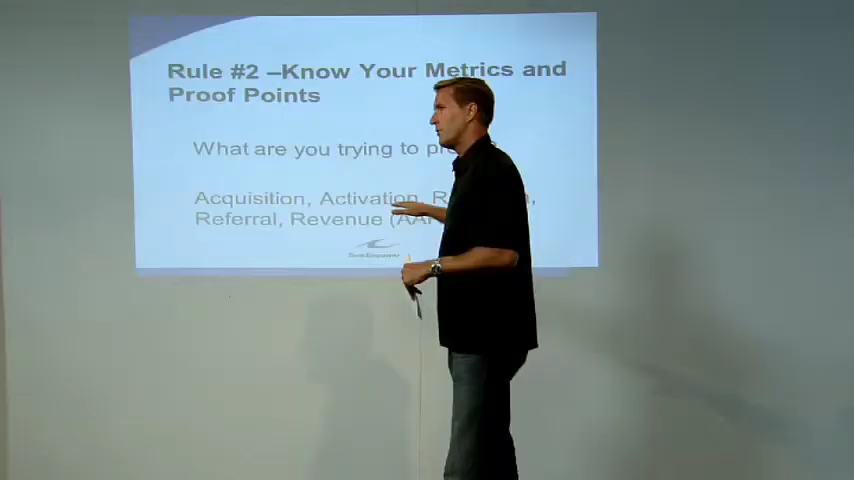 Rule #2 –Know Your Metrics and
Proof Points
What are you trying to
Acquisition, Activation,
Referral, Revenue